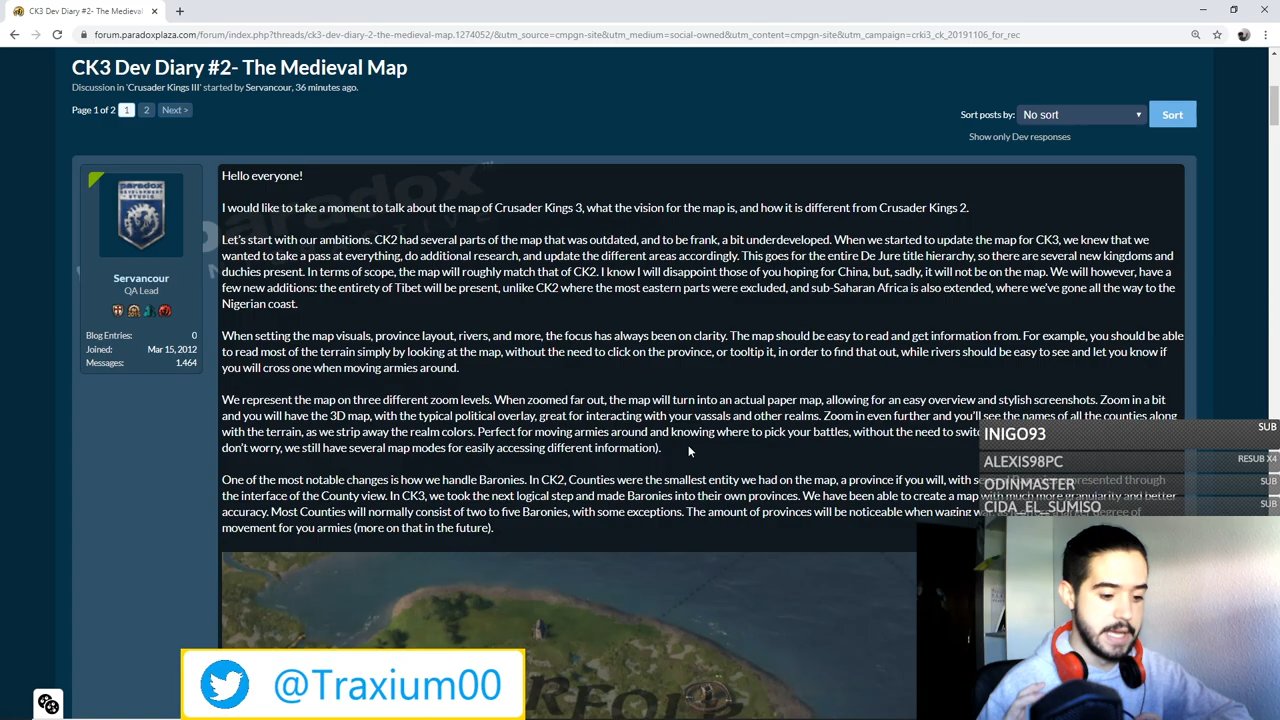 CK3 Dev Diary #2- The Medieval
forum.paradoxplaza.com/forum/index.php?threads/ck3-dev-diary-2-the-medieval-map.1274052/&utm_source=cmpgn-site&utm_medium=social-owned&utm_content=cmpgn-site&utm_campaign=crki3_ck_20191106_for_rec
CK3 Dev Diary #2- The Medieval Map
Discussion in 'Crusader Kings III' started by Servancour, 36 minutes ago.
Page 1 of 2 1 2 Next >
Sort posts by: No sort Sort
Show only Dev responses
paradox
Servancour
QA Lead
Blog Entries: 0
Joined: Mar 15, 2012
Messages: 1.464
Hello everyone!
I would like to take a moment to talk about the map of Crusader Kings 3, what the vision for the map is, and how it is different from Crusader Kings 2.
Let's start with our ambitions. CK2 had several parts of the map that was outdated, and to be frank, a bit underdeveloped. When we started to update the map for CK3, we knew that we
wanted to take a pass at everything, do additional research, and update the different areas accordingly. This goes for the entire De Jure title hierarchy, so there are several new kingdoms and
duchies present. In terms of scope, the map will roughly match that of CK2. I know I will disappoint those of you hoping for China, but, sadly, it will not be on the map. We will however, have a
few new additions: the entirety of Tibet will be present, unlike CK2 where the most eastern parts were excluded, and sub-Saharan Africa is also extended, where we've gone all the way to the
Nigerian coast.
When setting the map visuals, province layout, rivers, and more, the focus has always been on clarity. The map should be easy to read and get information from. For example, you should be able
to read most of the terrain simply by looking at the map, without the need to click on the province, or tooltip it, in order to find that out, while rivers should be easy to see and let you know if
you will cross one when moving armies around.
We represent the map on three different zoom levels. When zoomed far out, the map will turn into an actual paper map, allowing for an easy overview and stylish screenshots. Zoom in a bit
and you will have the 3D map, with the typical political overlay, great for interacting with your vassals and other realms. Zoom in even further and you'll see the names of all the counties along
with the terrain, as we strip away the realm colors. Perfect for moving armies around and knowing where to pick your battles, without the need to
don't worry, we still have several map modes for easily accessing different information).
One of the most notable changes is how we handle Baronies. In CK2, Counties were the smallest entity we had on the map, a province if you will, with represented through
the interface of the County view. In CK3, we took the next logical step and made Baronies into their own provinces. We have been able to create a map with much more granularity and better
accuracy. Most Counties will normally consist of two to five Baronies, with some exceptions. The amount of provinces will be noticeable when waging degree of
movement for you armies (more on that in the future).
INIGO93 SUB
ALEXIS98PC RESUB X4
ODINMASTER SUB
CIDA_EL_SUMISO SUB
@Traxium00